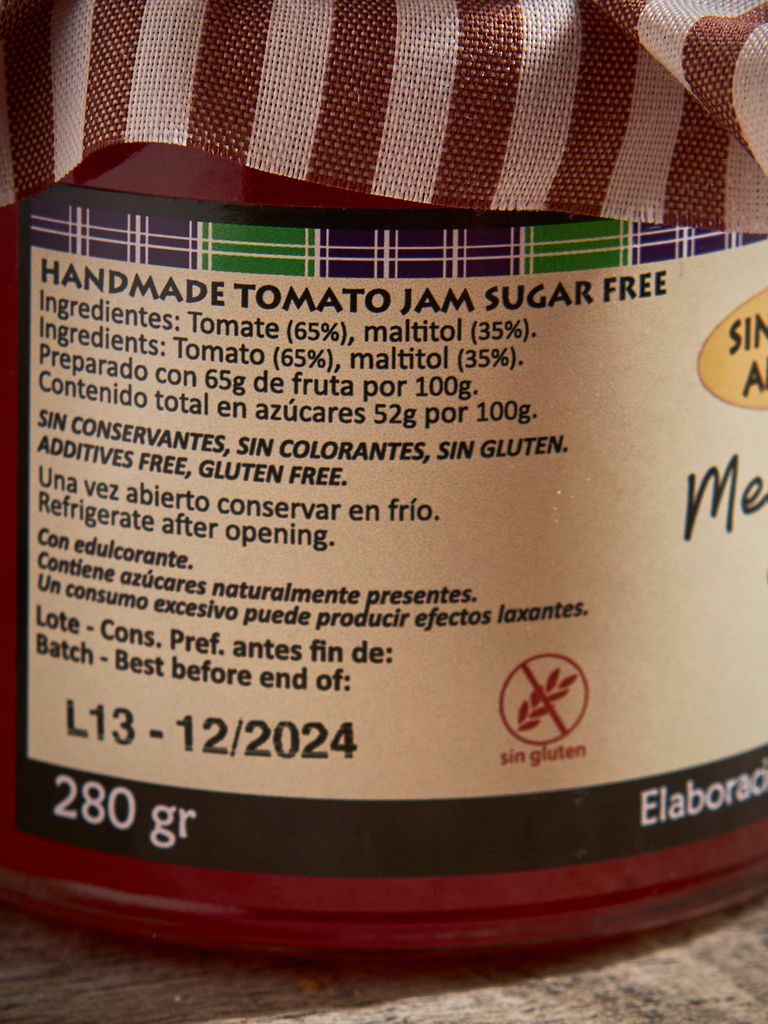 HANDMADE TOMATO JAM SUGAR FREE
Ingredientes: Tomate (65%), maltitol (35%).
Ingredients: Tomato (65%), maltitol (35%).
Preparado con 65g de fruta por 100g.
Contenido total en azúcares 52g por 100g.
SIN CONSERVANTES, SIN COLORANTES, SIN GLUTEN.
ADDITIVES FREE, GLUTEN FREE.
Una vez abierto conservar en frío.
Refrigerate after opening.
Con edulcorante.
Contiene azúcares naturalmente presentes.
Un consumo excesivo puede producir efectos laxantes.
Lote - Cons. Pref. antes fin de:
Batch - Best before end of:
L13 - 12/2024
sin gluten
280 gr
SIN